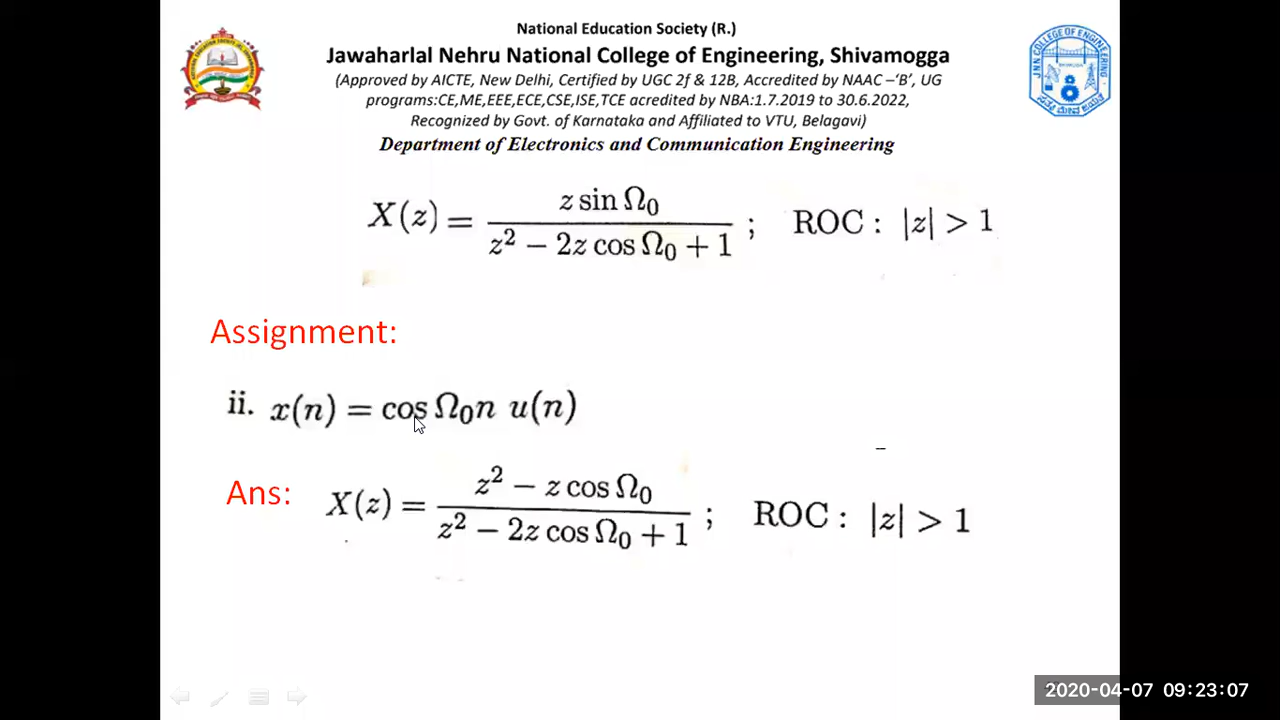 National Education Society (R.)
Jawaharlal Nehru National College of Engineering, Shivamogga
(Approved by AICTE, New Delhi, Certified by UGC 2f & 12B, Accredited by NAAC –‘B’, UG
programs:CE,ME,EEE,ECE,CSE,ISE,TCE acredited by NBA:1.7.2019 to 30.6.2022,
Recognized by Govt. of Karnataka and Affiliated to VTU, Belagavi)
Department of Electronics and Communication Engineering
X(z) = (z sin Ω₀) / (z² − 2z cos Ω₀ + 1) ; ROC : |z| > 1
Assignment:
ii. x(n) = cos Ω₀n u(n)
Ans: X(z) = (z² − z cos Ω₀) / (z² − 2z cos Ω₀ + 1) ; ROC : |z| > 1
2020-04-07 09:23:07